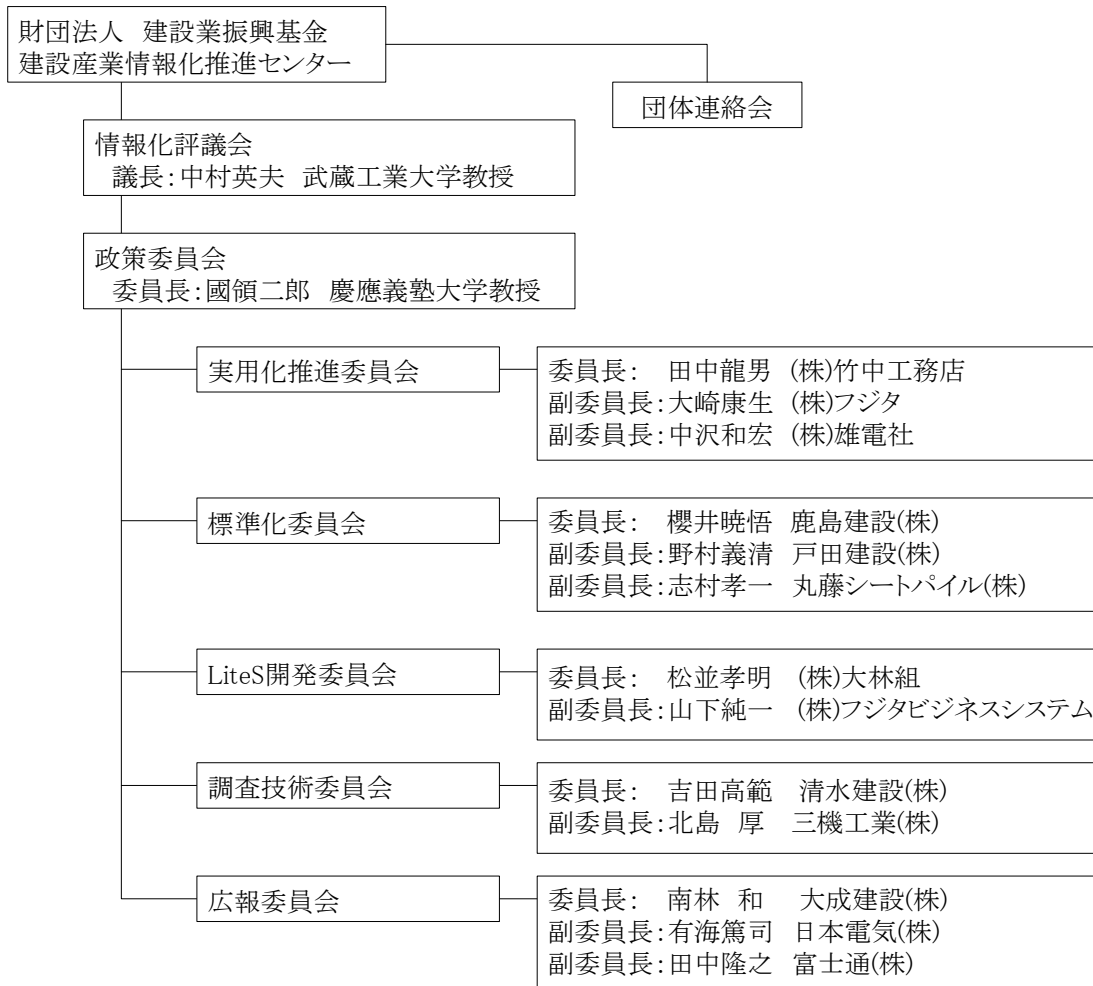 財団法人 建設業振興基金
建設産業情報化推進センター
団体連絡会
情報化評議会
議長:中村英夫 武蔵工業大学教授
政策委員会
委員長:國領二郎 慶應義塾大学教授
実用化推進委員会
委員長: 田中龍男 (株)竹中工務店
副委員長:大崎康生 (株)フジタ
副委員長:中沢和宏 (株)雄電社
標準化委員会
委員長: 櫻井暁悟 鹿島建設(株)
副委員長:野村義清 戸田建設(株)
副委員長:志村孝一 丸藤シートパイル(株)
LiteS開発委員会
委員長: 松並孝明 (株)大林組
副委員長:山下純一 (株)フジタビジネスシステム
調査技術委員会
委員長: 吉田高範 清水建設(株)
副委員長:北島 厚 三機工業(株)
広報委員会
委員長: 南林 和 大成建設(株)
副委員長:有海篤司 日本電気(株)
副委員長:田中隆之 富士通(株)